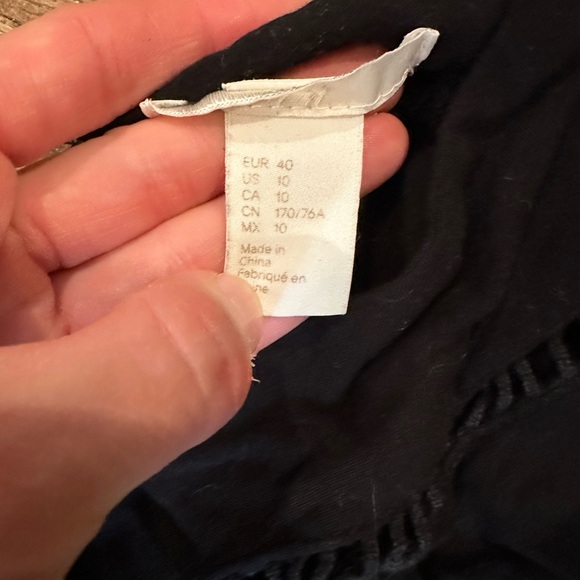 EUR 40
US 10
CA 10
CN 170/76A
MX 10
Made in
China
Fabriqué en